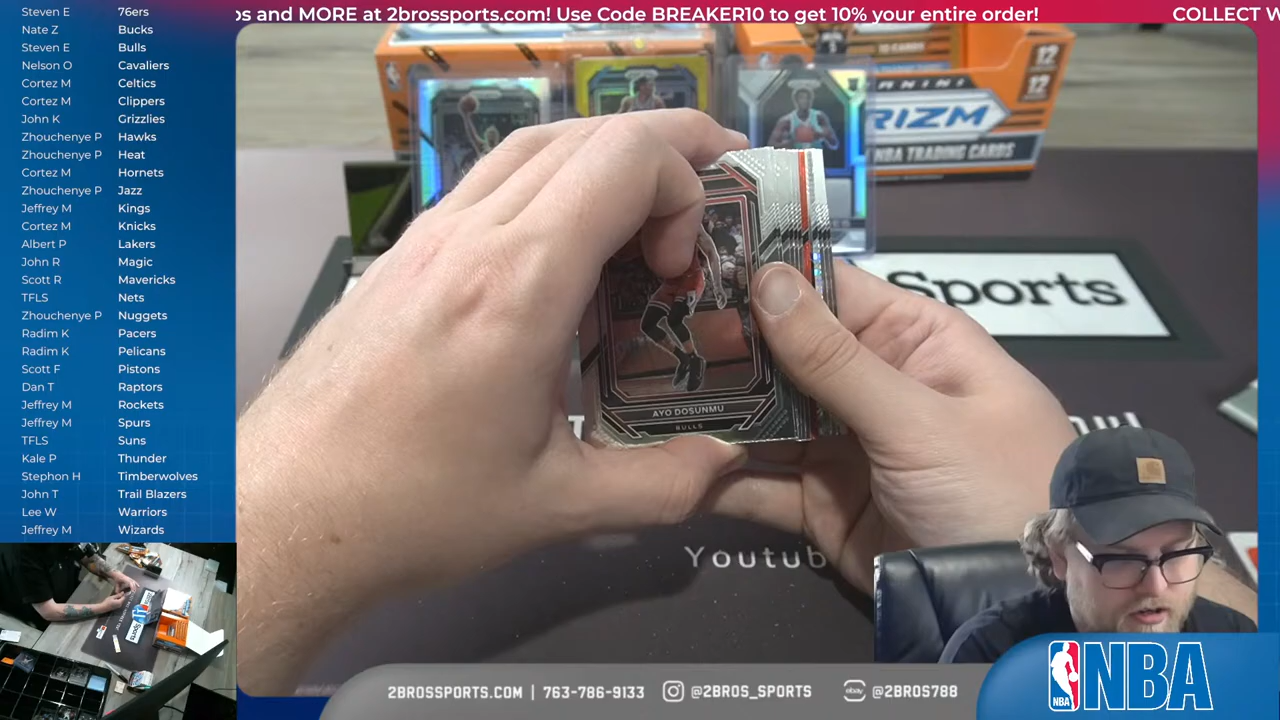 os and MORE at 2brossports.com! Use Code BREAKER10 to get 10% your entire order!
COLLECT W
Steven E 76ers
Nate Z Bucks
Steven E Bulls
Nelson O Cavaliers
Cortez M Celtics
Cortez M Clippers
John K Grizzlies
Zhouchenye P Hawks
Zhouchenye P Heat
Cortez M Hornets
Zhouchenye P Jazz
Jeffrey M Kings
Cortez M Knicks
Albert P Lakers
John R Magic
Scott R Mavericks
TFLS Nets
Zhouchenye P Nuggets
Radim K Pacers
Radim K Pelicans
Scott F Pistons
Dan T Raptors
Jeffrey M Rockets
Jeffrey M Spurs
TFLS Suns
Kale P Thunder
Stephon H Timberwolves
John T Trail Blazers
Lee W Warriors
Jeffrey M Wizards
12
12
PANINI
RIZM
NBA TRADING CARDS
Sports
AYO DOSUNMU
BULLS
Youtub
2BROSSPORTS.COM | 763-786-9133 @2BROS_SPORTS ebay @2BROS788
NBA
NBA